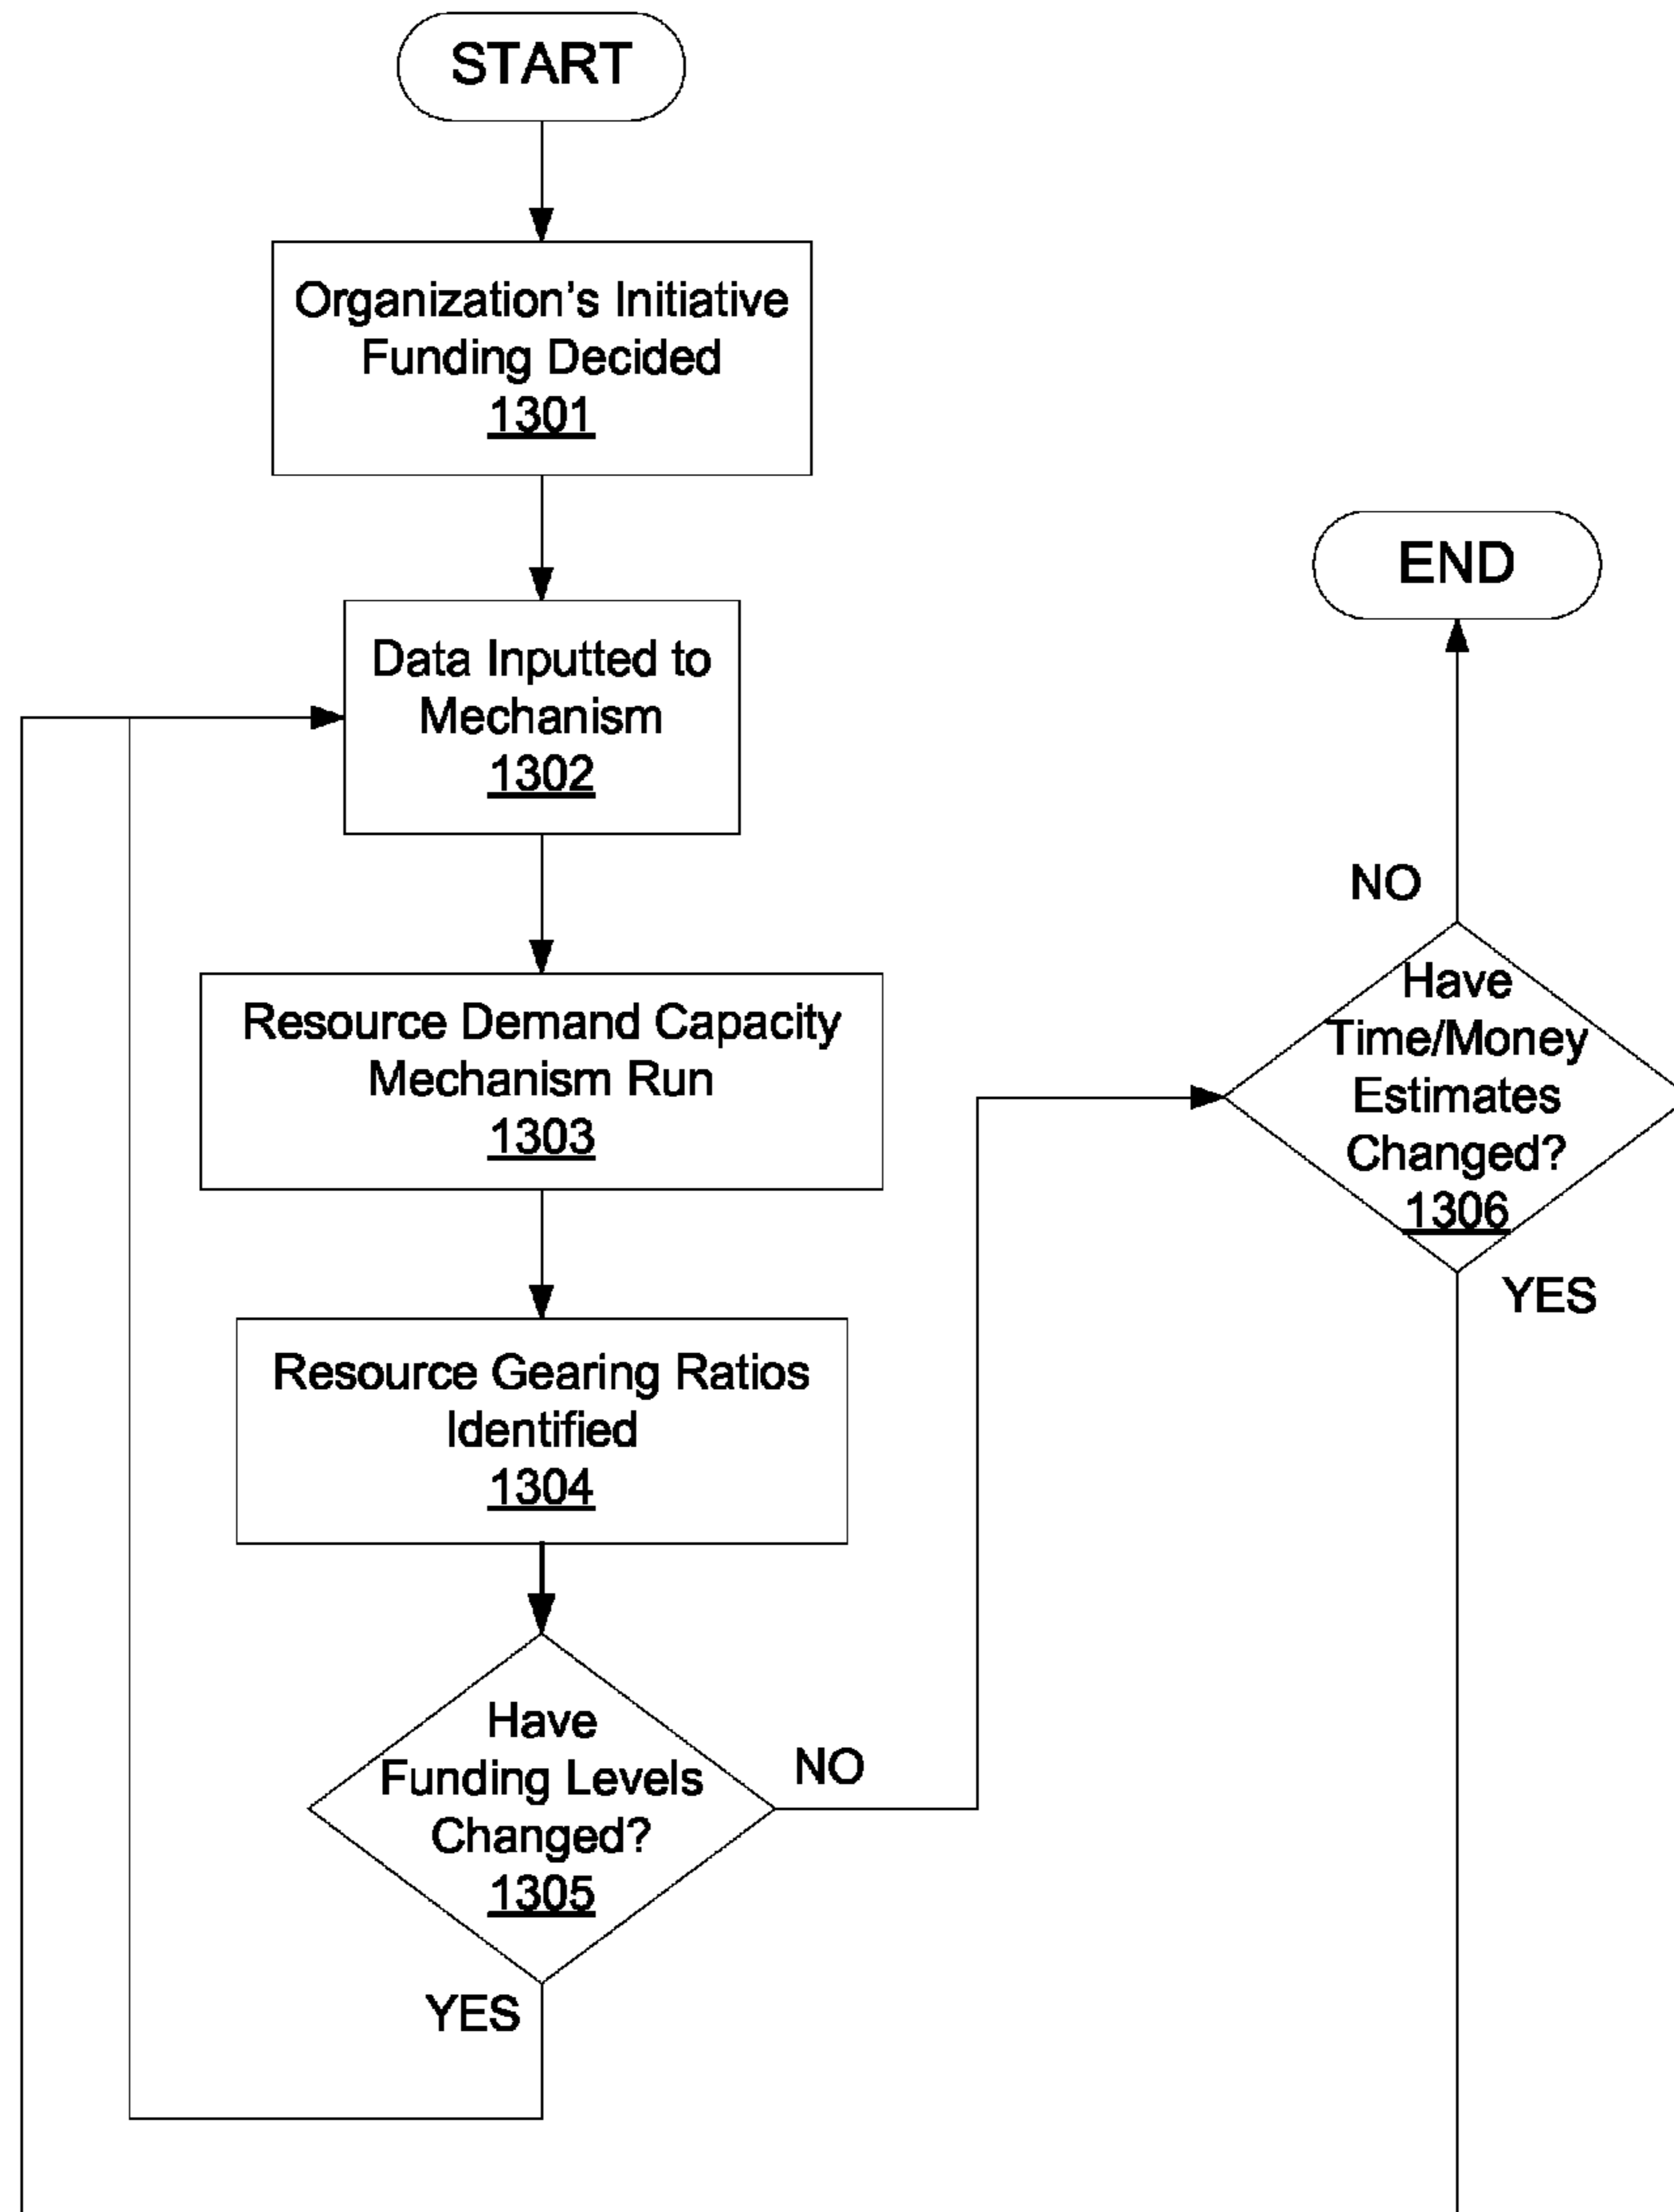 START
Organization's Initiative
Funding Decided
1301
Data Inputted to
Mechanism
1302
Resource Demand Capacity
Mechanism Run
1303
Resource Gearing Ratios
Identified
1304
Have
Funding Levels
Changed?
1305
NO
YES
END
NO
Have
Time/Money
Estimates
Changed?
1306
YES